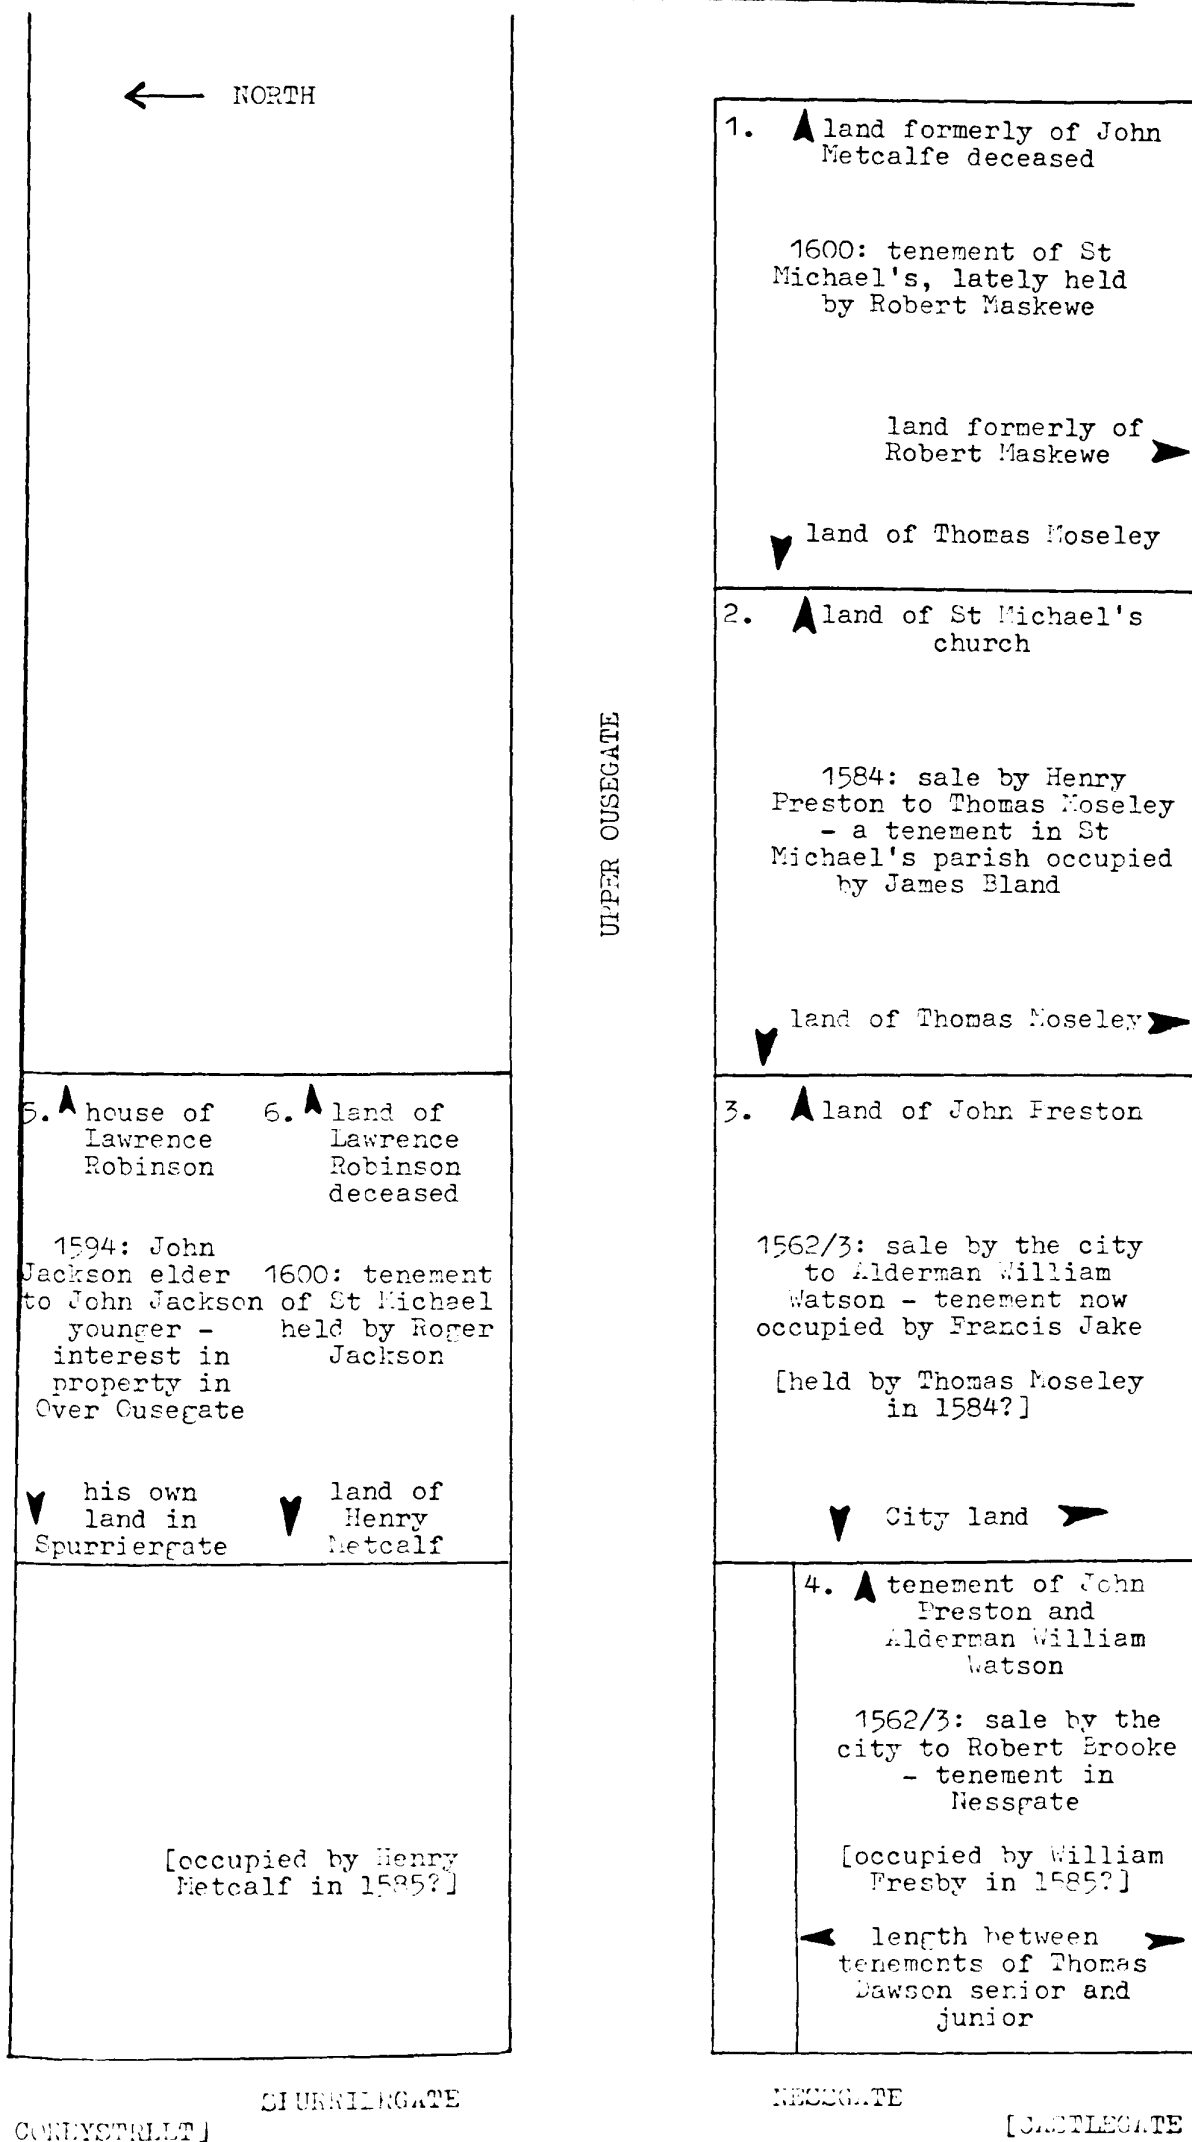 ← NORTH
1. land formerly of John
Metcalfe deceased
1600: tenement of St
Michael's, lately held
by Robert Maskewe
land formerly of
Robert Maskewe
land of Thomas Moseley
2. land of St Michael's
church
UPPER OUSEGATE
1584: sale by Henry
Preston to Thomas Moseley
- a tenement in St
Michael's parish occupied
by James Bland
land of Thomas Moseley
5. house of
Lawrence
Robinson
1594: John
Jackson elder
to John Jackson
younger -
interest in
property in
Over Ousegate
his own
land in
Spurriergate
6. land of
Lawrence
Robinson
deceased
1600: tenement
of St Michael
held by Roger
Jackson
land of
Henry
Metcalf
3. land of John Preston
1562/3: sale by the city
to Alderman William
Watson - tenement now
occupied by Francis Jake
[held by Thomas Moseley
in 1584?]
City land
[occupied by Henry
Metcalf in 1585?]
4. tenement of John
Preston and
Alderman William
Watson
1562/3: sale by the
city to Robert Brooke
- tenement in
Nessgate
[occupied by William
Fresby in 1585?]
length between
tenements of Thomas
Dawson senior and
junior
SPURRIERGATE
NESSGATE
CONEYSTREET]
[CASTLEGATE